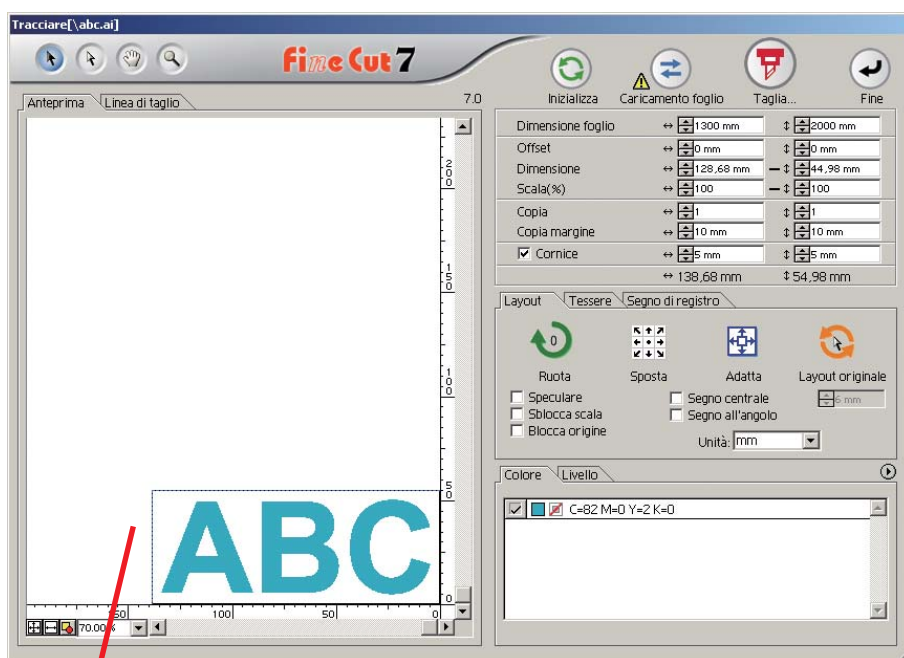 Tracciare[\abc.ai]
Fine Cut 7
Anteprima Linea di taglio 7.0
Inizializza Caricamento foglio Taglia... Fine
Dimensione foglio 1300 mm 2000 mm
Offset 0 mm 0 mm
Dimensione 128,68 mm 44,98 mm
Scala(%) 100 100
Copia 1 1
Copia margine 10 mm 10 mm
Cornice 5 mm 5 mm
138,68 mm 54,98 mm
Layout Tessere Segno di registro
0
Ruota Sposta Adatta Layout originale
Speculare Segno centrale 6 mm
Sblocca scala Segno all'angolo
Blocca origine
Unità: mm
Colore Livello
C=82 M=0 Y=2 K=0
200
150
100
50
0
ABC
150 100 50 0
70.00%